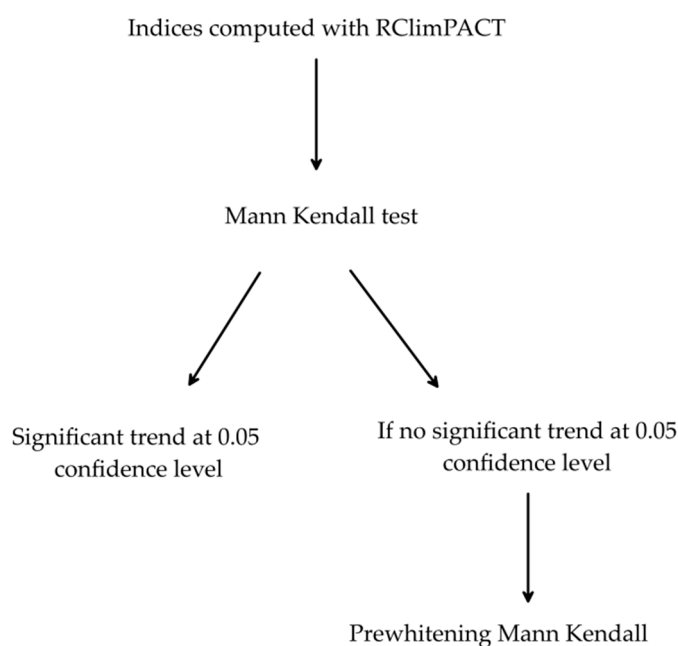 Indices computed with RClimPACT
Mann Kendall test
Significant trend at 0.05
confidence level
If no significant trend at 0.05
confidence level
Prewhitening Mann Kendall